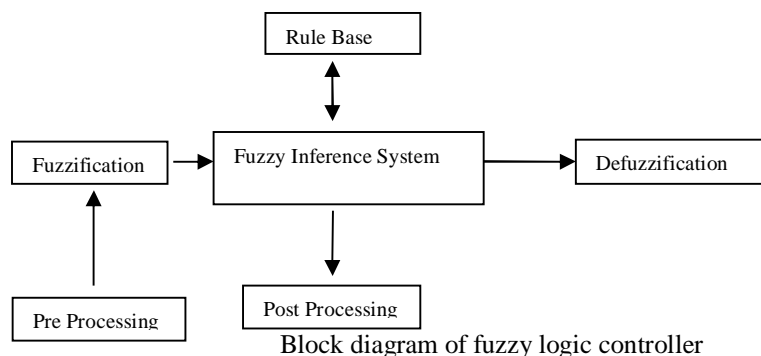 Rule Base
Fuzzification
Fuzzy Inference System
Defuzzification
Pre Processing
Post Processing
Block diagram of fuzzy logic controller